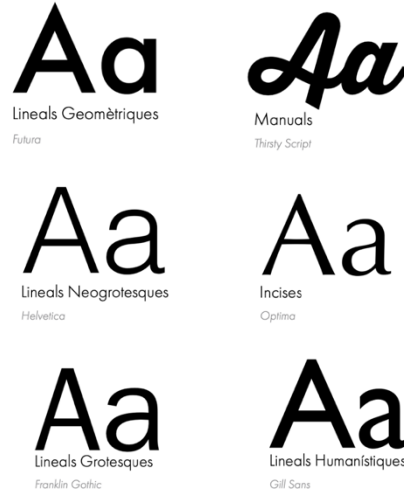 Aa
Lineals Geomètriques
Futura
Aa
Manuals
Thirsty Script
Aa
Lineals Neogrotesques
Helvetica
Aa
Incises
Optima
Aa
Lineals Grotesques
Franklin Gothic
Aa
Lineals Humanístiques
Gill Sans